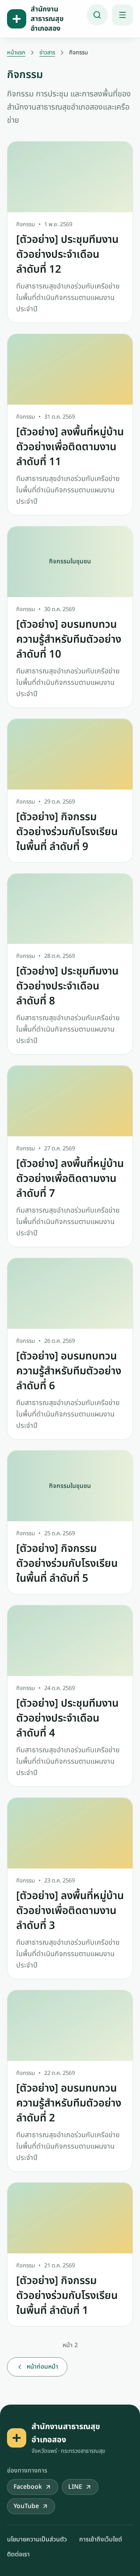 สำนักงาน
สาธารณสุข
อำเภอสอง
หน้าแรก
ข่าวสาร
กิจกรรม
กิจกรรม
กิจกรรม การประชุม และการลงพื้นที่ของ
สำนักงานสาธารณสุขอำเภอสองและเครือ
ข่าย
กิจกรรม • 1 พ.ย. 2569
[ตัวอย่าง] ประชุมทีมงาน
ตัวอย่างประจำเดือน
ลำดับที่ 12
ทีมสาธารณสุขอำเภอร่วมกับเครือข่าย
ในพื้นที่ดำเนินกิจกรรมตามแผนงาน
ประจำปี
กิจกรรม • 31 ต.ค. 2569
[ตัวอย่าง] ลงพื้นที่หมู่บ้าน
ตัวอย่างเพื่อติดตามงาน
ลำดับที่ 11
ทีมสาธารณสุขอำเภอร่วมกับเครือข่าย
ในพื้นที่ดำเนินกิจกรรมตามแผนงาน
ประจำปี
กิจกรรมในชุมชน
กิจกรรม • 30 ต.ค. 2569
[ตัวอย่าง] อบรมทบทวน
ความรู้สำหรับทีมตัวอย่าง
ลำดับที่ 10
ทีมสาธารณสุขอำเภอร่วมกับเครือข่าย
ในพื้นที่ดำเนินกิจกรรมตามแผนงาน
ประจำปี
กิจกรรม • 29 ต.ค. 2569
[ตัวอย่าง] กิจกรรม
ตัวอย่างร่วมกับโรงเรียน
ในพื้นที่ ลำดับที่ 9
กิจกรรม • 28 ต.ค. 2569
[ตัวอย่าง] ประชุมทีมงาน
ตัวอย่างประจำเดือน
ลำดับที่ 8
ทีมสาธารณสุขอำเภอร่วมกับเครือข่าย
ในพื้นที่ดำเนินกิจกรรมตามแผนงาน
ประจำปี
กิจกรรม • 27 ต.ค. 2569
[ตัวอย่าง] ลงพื้นที่หมู่บ้าน
ตัวอย่างเพื่อติดตามงาน
ลำดับที่ 7
ทีมสาธารณสุขอำเภอร่วมกับเครือข่าย
ในพื้นที่ดำเนินกิจกรรมตามแผนงาน
ประจำปี
กิจกรรม • 26 ต.ค. 2569
[ตัวอย่าง] อบรมทบทวน
ความรู้สำหรับทีมตัวอย่าง
ลำดับที่ 6
ทีมสาธารณสุขอำเภอร่วมกับเครือข่าย
ในพื้นที่ดำเนินกิจกรรมตามแผนงาน
ประจำปี
กิจกรรมในชุมชน
กิจกรรม • 25 ต.ค. 2569
[ตัวอย่าง] กิจกรรม
ตัวอย่างร่วมกับโรงเรียน
ในพื้นที่ ลำดับที่ 5
กิจกรรม • 24 ต.ค. 2569
[ตัวอย่าง] ประชุมทีมงาน
ตัวอย่างประจำเดือน
ลำดับที่ 4
ทีมสาธารณสุขอำเภอร่วมกับเครือข่าย
ในพื้นที่ดำเนินกิจกรรมตามแผนงาน
ประจำปี
กิจกรรม • 23 ต.ค. 2569
[ตัวอย่าง] ลงพื้นที่หมู่บ้าน
ตัวอย่างเพื่อติดตามงาน
ลำดับที่ 3
ทีมสาธารณสุขอำเภอร่วมกับเครือข่าย
ในพื้นที่ดำเนินกิจกรรมตามแผนงาน
ประจำปี
กิจกรรม • 22 ต.ค. 2569
[ตัวอย่าง] อบรมทบทวน
ความรู้สำหรับทีมตัวอย่าง
ลำดับที่ 2
ทีมสาธารณสุขอำเภอร่วมกับเครือข่าย
ในพื้นที่ดำเนินกิจกรรมตามแผนงาน
ประจำปี
กิจกรรม • 21 ต.ค. 2569
[ตัวอย่าง] กิจกรรม
ตัวอย่างร่วมกับโรงเรียน
ในพื้นที่ ลำดับที่ 1
หน้า 2
หน้าก่อนหน้า
สำนักงานสาธารณสุข
อำเภอสอง
จังหวัดแพร่ · กระทรวงสาธารณสุข
ช่องทางทางการ
Facebook
LINE
YouTube
นโยบายความเป็นส่วนตัว
การเข้าถึงเว็บไซต์
ติดต่อเรา